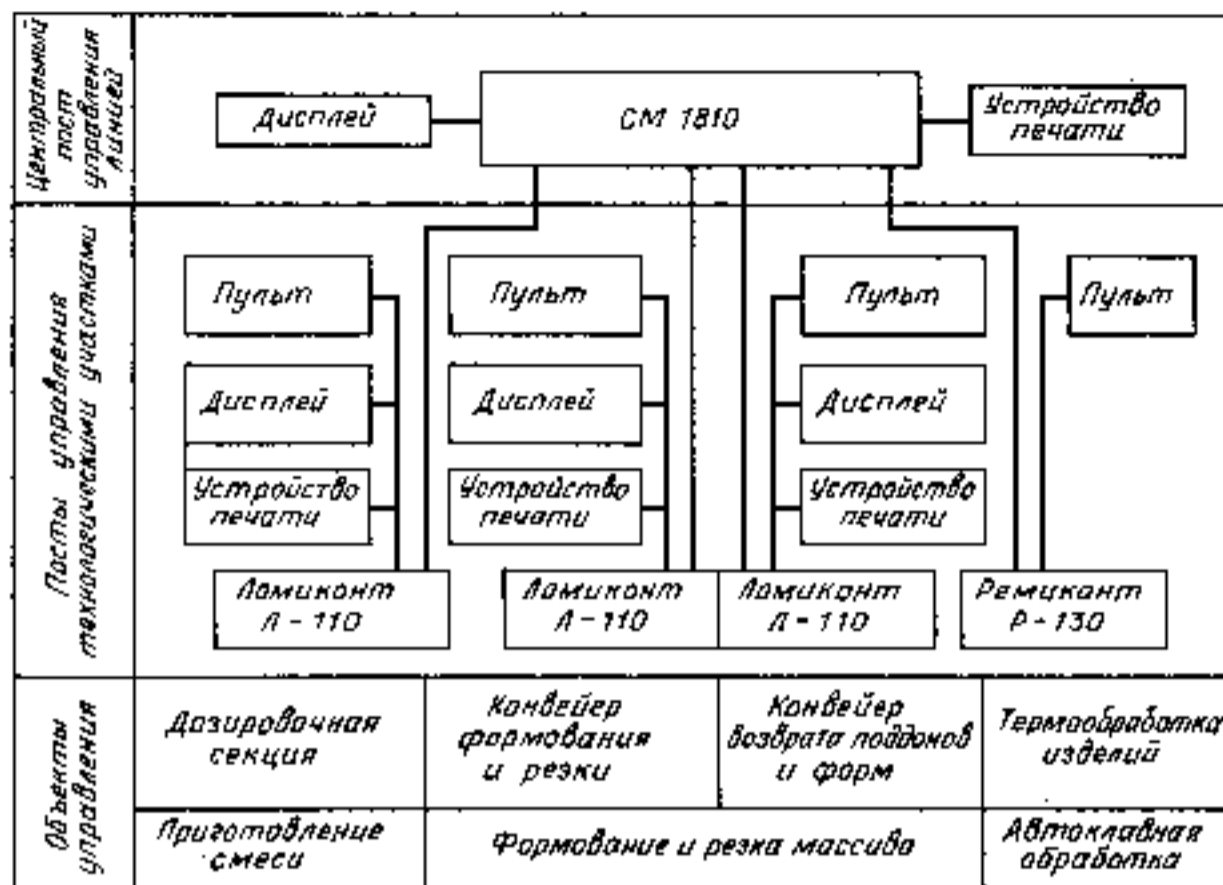 Центральный
пост
управления
линией
Дисплей
СМ 1810
Устройство
печати
Посты управления
технологическими участками
Пульт
Пульт
Пульт
Пульт
Дисплей
Дисплей
Дисплей
Устройство
печати
Устройство
печати
Устройство
печати
Ломиконт
Л-110
Ломиконт
Л-110
Ломиконт
Л-110
Ремиконт
Р-130
Объекты
управления
Дозировочная
секция
Конвейер
формования
и резки
Конвейер
возврата поддонов
и форм
Термообработка
изделий
Приготовление
смеси
Формование и резка массива
Автоклавная
обработка